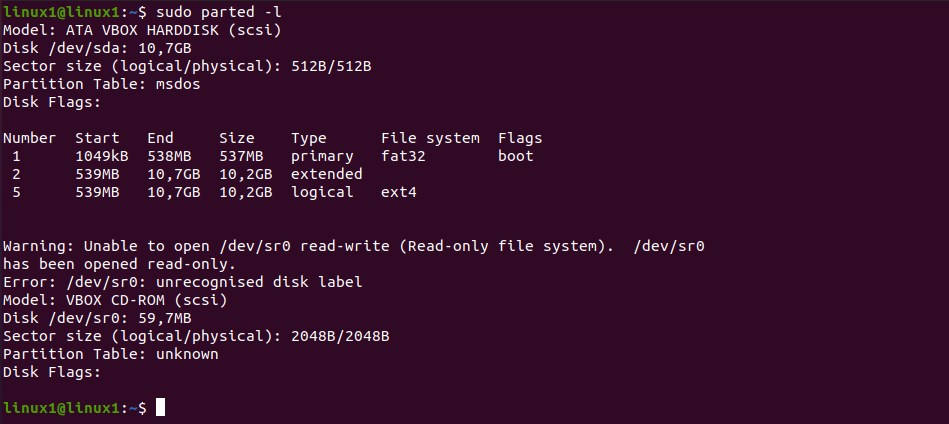 linux1@linux1:~$ sudo parted -l
Model: ATA VBOX HARDDISK (scsi)
Disk /dev/sda: 10,7GB
Sector size (logical/physical): 512B/512B
Partition Table: msdos
Disk Flags:
Number  Start   End     Size    Type      File system  Flags
 1      1049kB  538MB   537MB   primary   fat32        boot
 2      539MB   10,7GB  10,2GB  extended
 5      539MB   10,7GB  10,2GB  logical   ext4
Warning: Unable to open /dev/sr0 read-write (Read-only file system).  /dev/sr0
has been opened read-only.
Error: /dev/sr0: unrecognised disk label
Model: VBOX CD-ROM (scsi)
Disk /dev/sr0: 59,7MB
Sector size (logical/physical): 2048B/2048B
Partition Table: unknown
Disk Flags:
linux1@linux1:~$